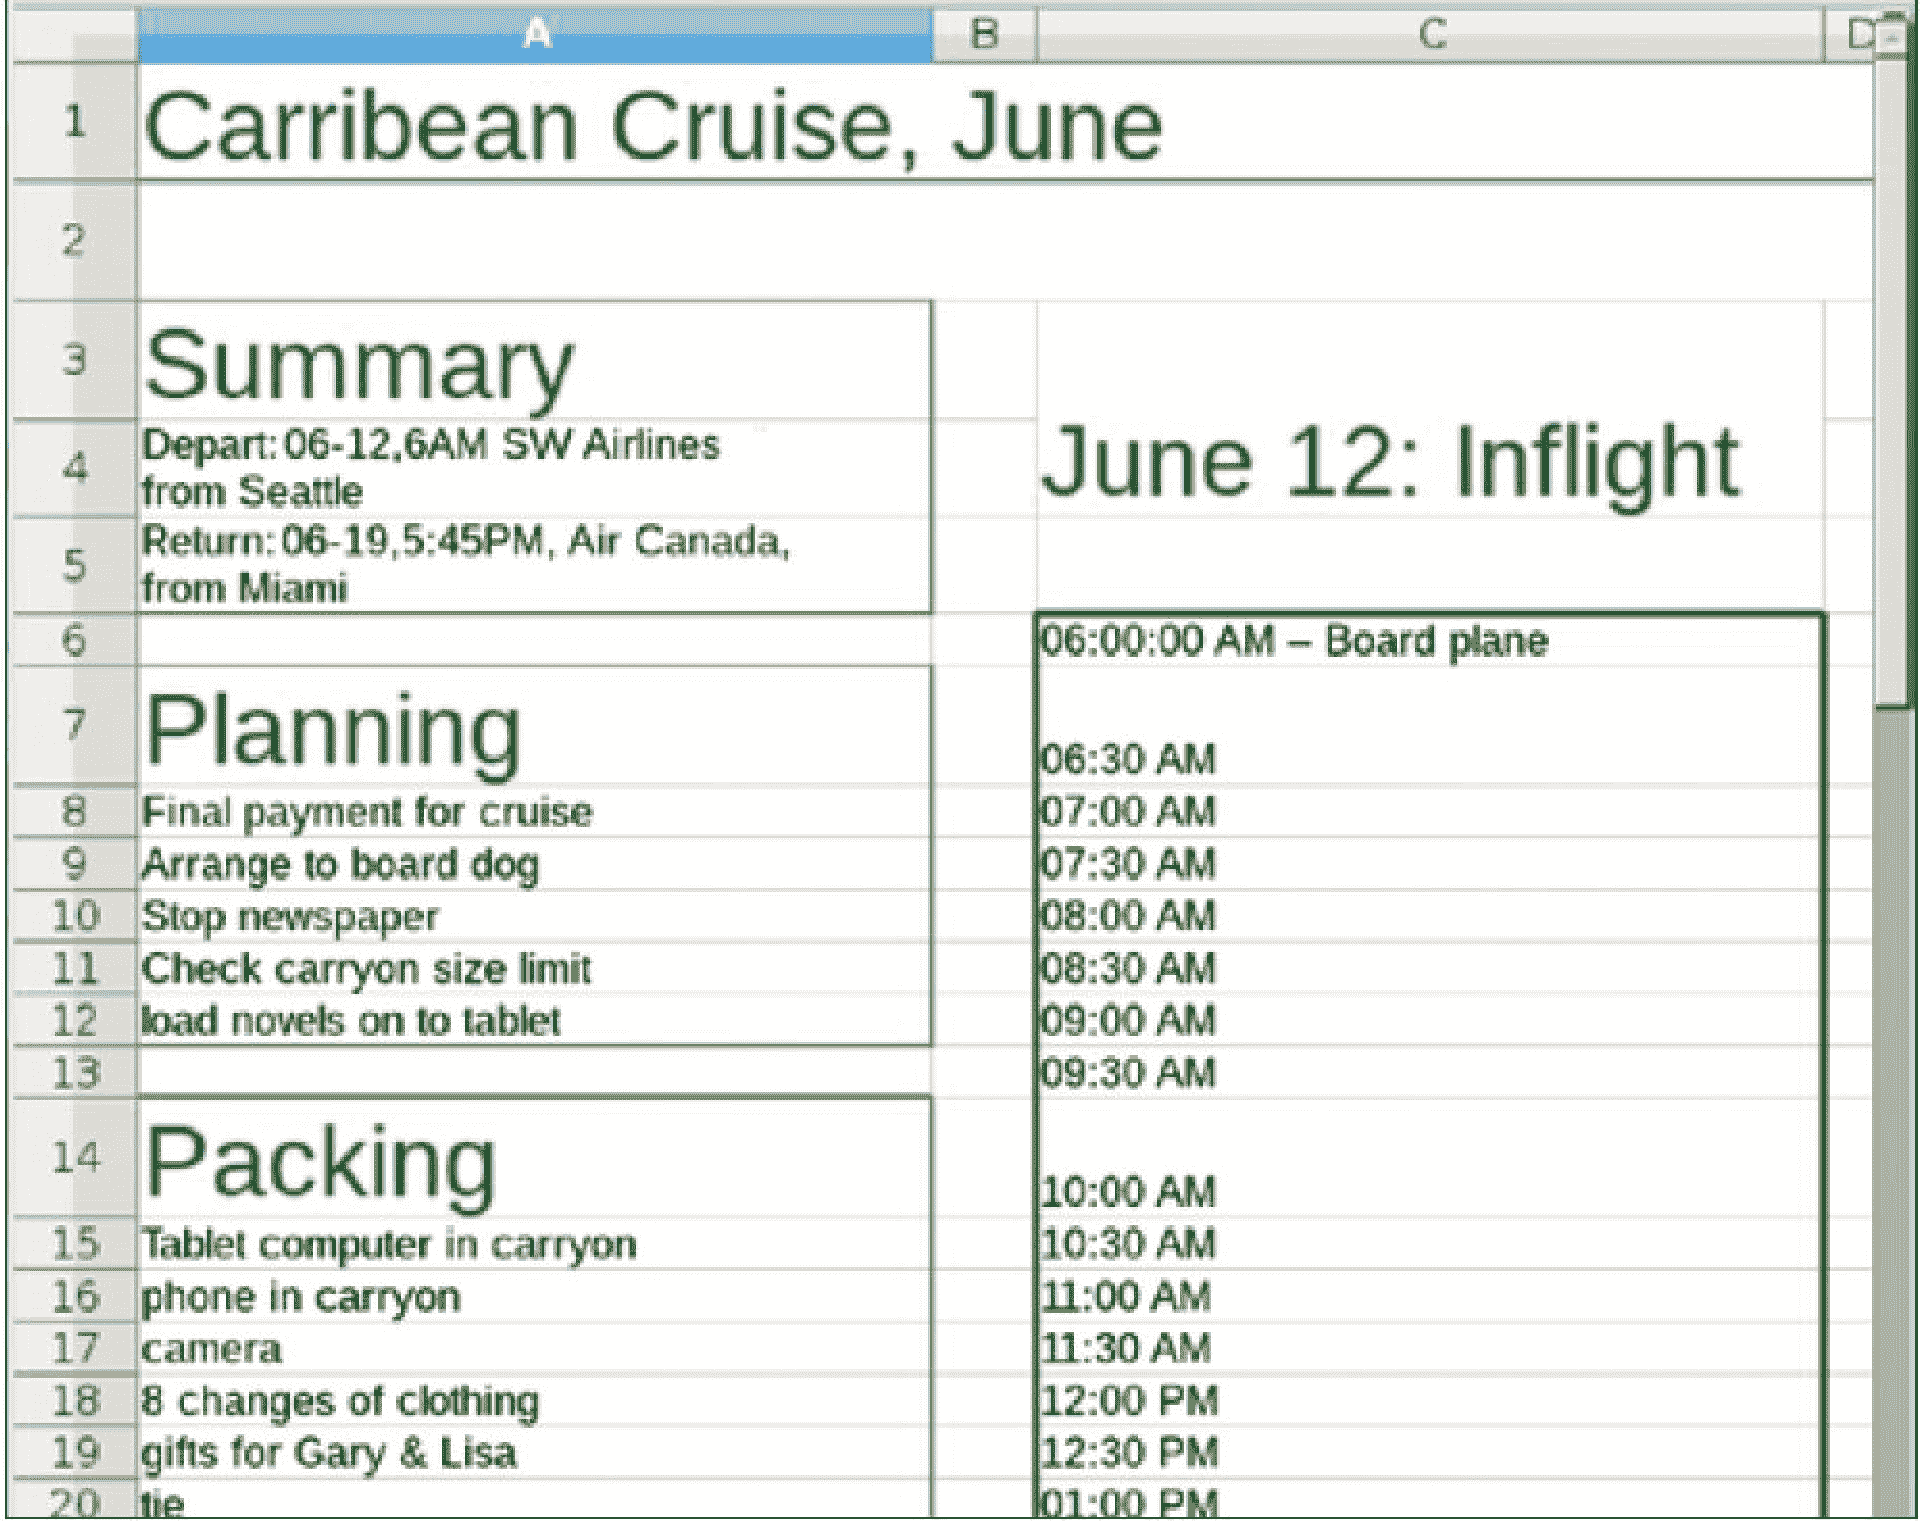 A B C D
1 Carribean Cruise, June
2
3 Summary
4 Depart: 06-12,6AM SW Airlines
from Seattle
June 12: Inflight
5 Return: 06-19,5:45PM, Air Canada,
from Miami
6 06:00:00 AM – Board plane
7 Planning 06:30 AM
8 Final payment for cruise 07:00 AM
9 Arrange to board dog 07:30 AM
10 Stop newspaper 08:00 AM
11 Check carryon size limit 08:30 AM
12 load novels on to tablet 09:00 AM
13 09:30 AM
14 Packing 10:00 AM
15 Tablet computer in carryon 10:30 AM
16 phone in carryon 11:00 AM
17 camera 11:30 AM
18 8 changes of clothing 12:00 PM
19 gifts for Gary & Lisa 12:30 PM
20 tie 01:00 PM